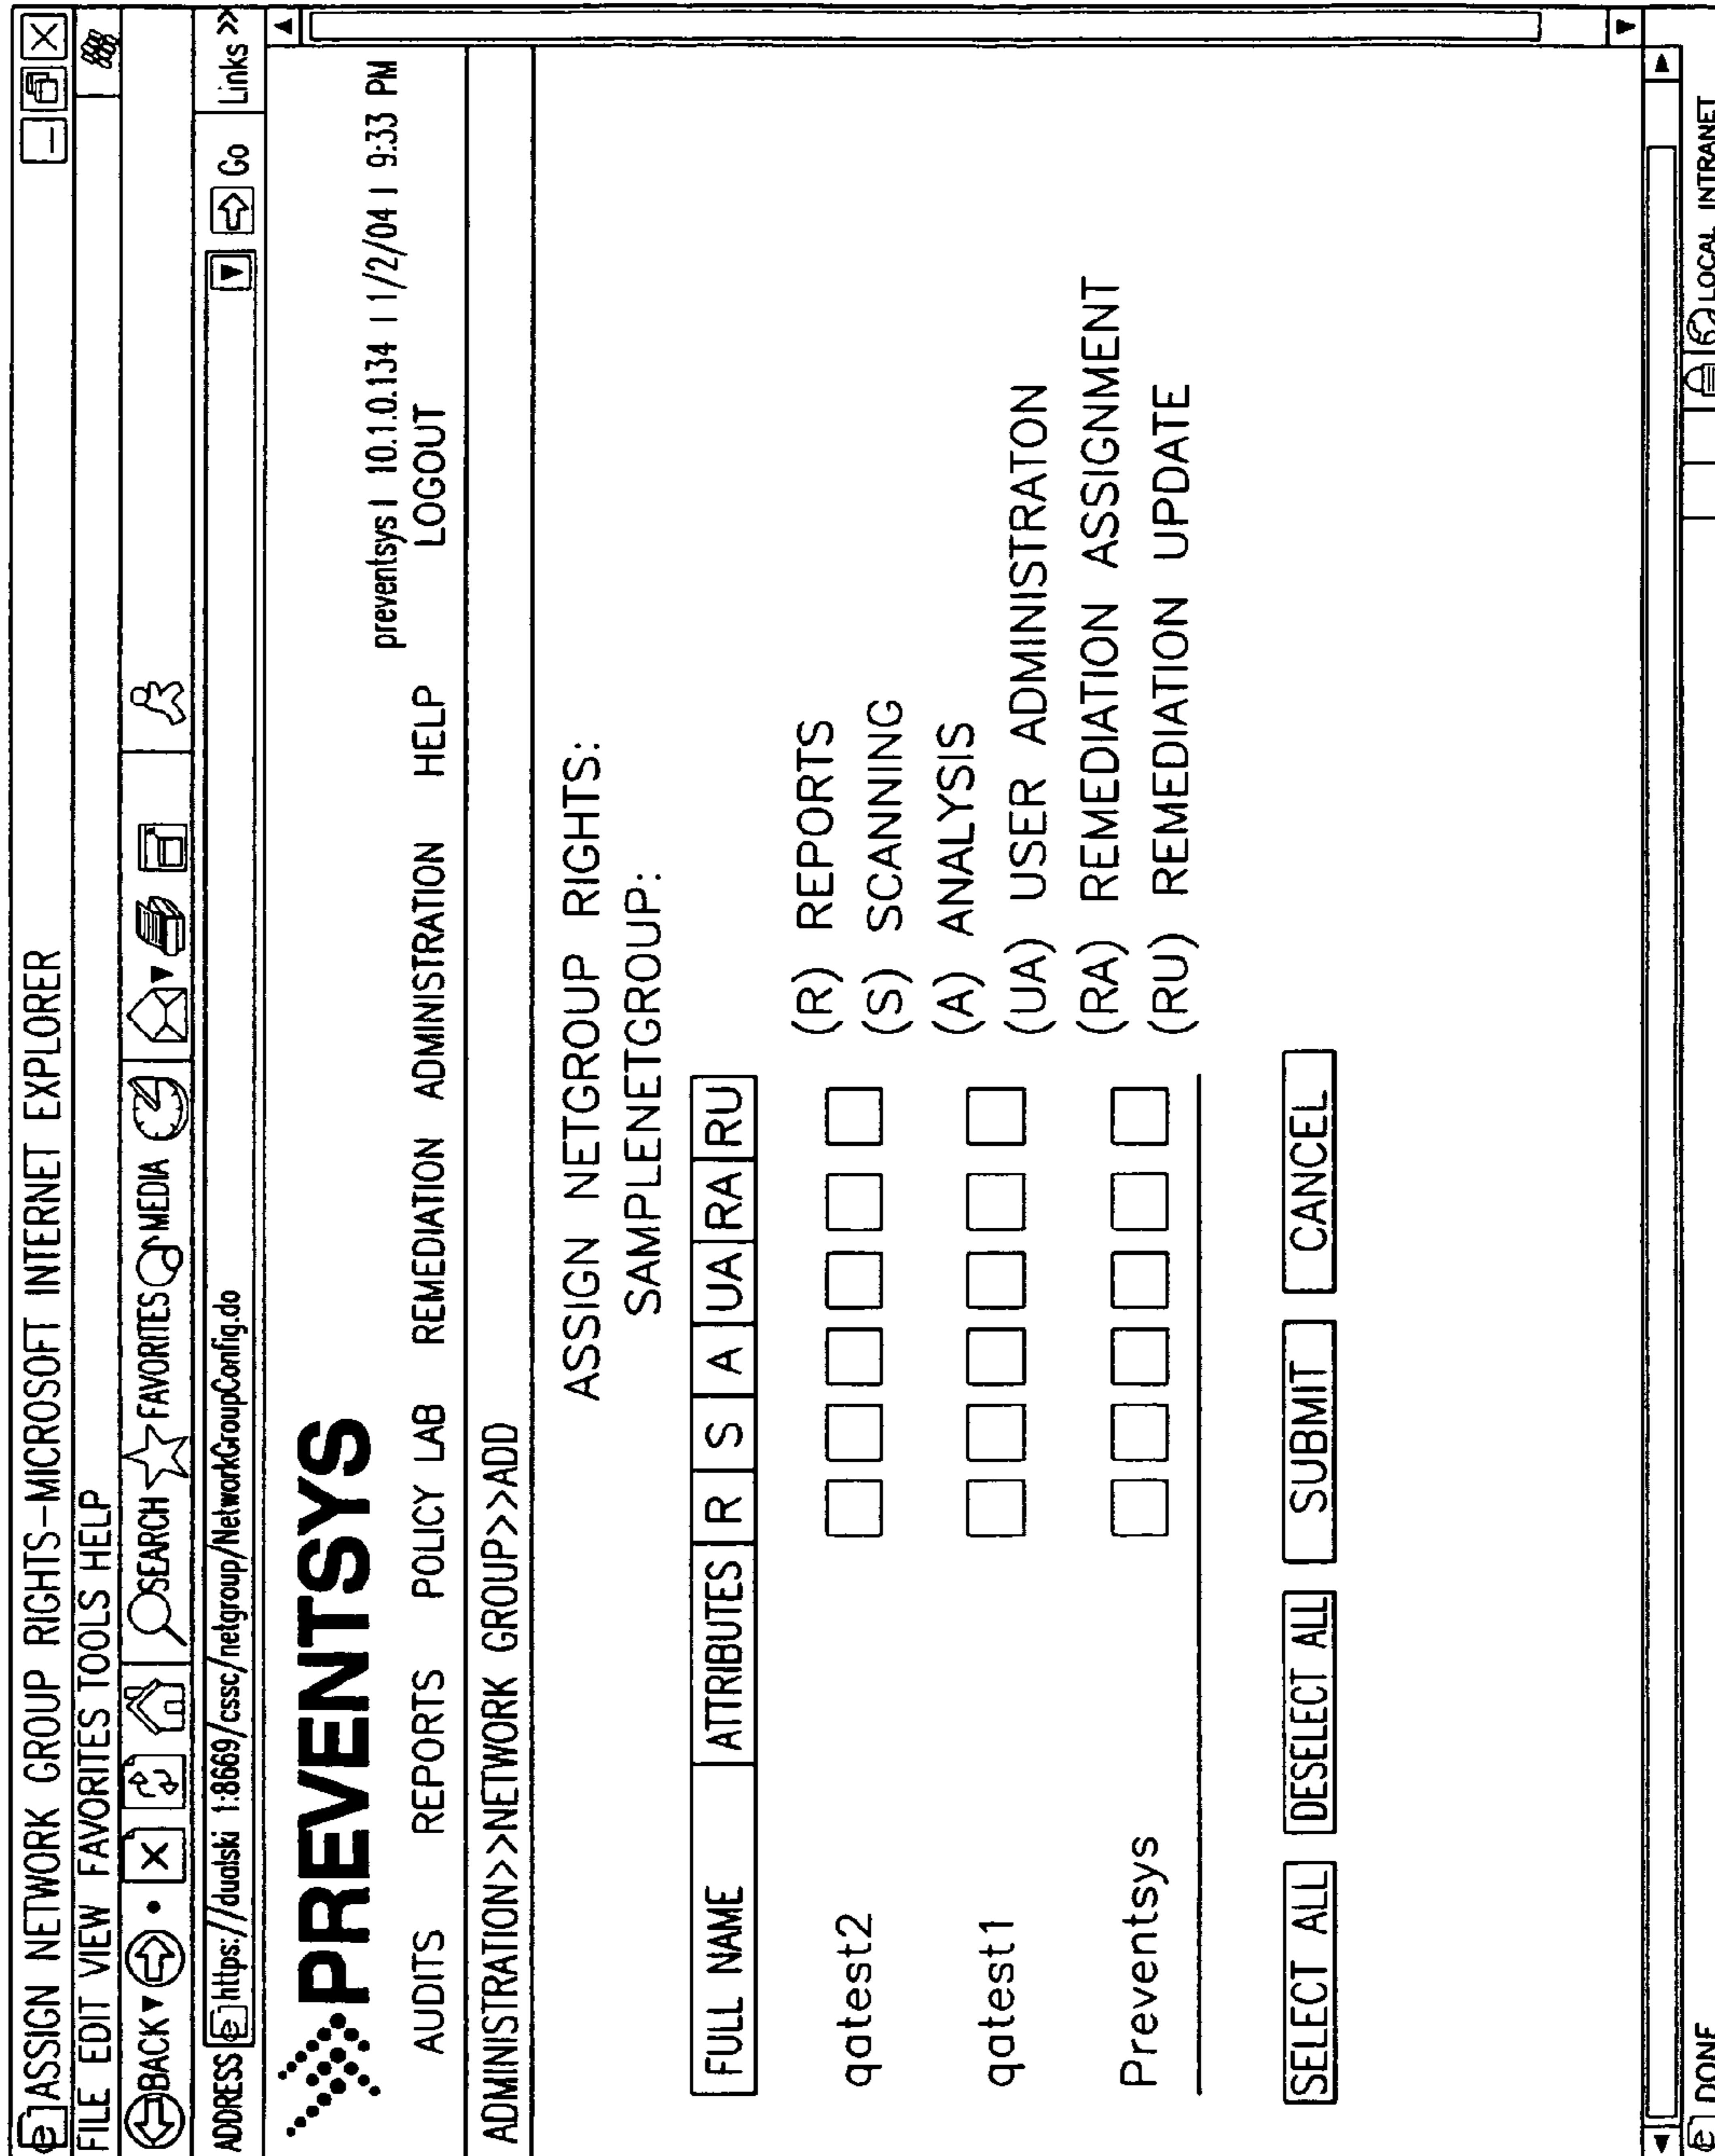 ASSIGN NETWORK GROUP RIGHTS-MICROSOFT INTERNET EXPLORER
FILE EDIT VIEW FAVORITES TOOLS HELP
BACK SEARCH FAVORITES MEDIA
ADDRESS https://dualski 1:8669/cssc/netgroup/NetworkGroupConfig.do Go Links >>
PREVENTSYS
preventsys | 10.1.0.134 | 1/2/04 | 9:33 PM
AUDITS REPORTS POLICY LAB REMEDIATION ADMINISTRATION HELP LOGOUT
ADMINISTRATION>>NETWORK GROUP>>ADD
ASSIGN NETGROUP RIGHTS:
SAMPLENETGROUP:
FULL NAME ATTRIBUTES R S A UA RA RU
qatest2
qatest1
Preventsys
(R) REPORTS
(S) SCANNING
(A) ANALYSIS
(UA) USER ADMINISTRATON
(RA) REMEDIATION ASSIGNMENT
(RU) REMEDIATION UPDATE
SELECT ALL DESELECT ALL SUBMIT CANCEL
DONE LOCAL INTRANET